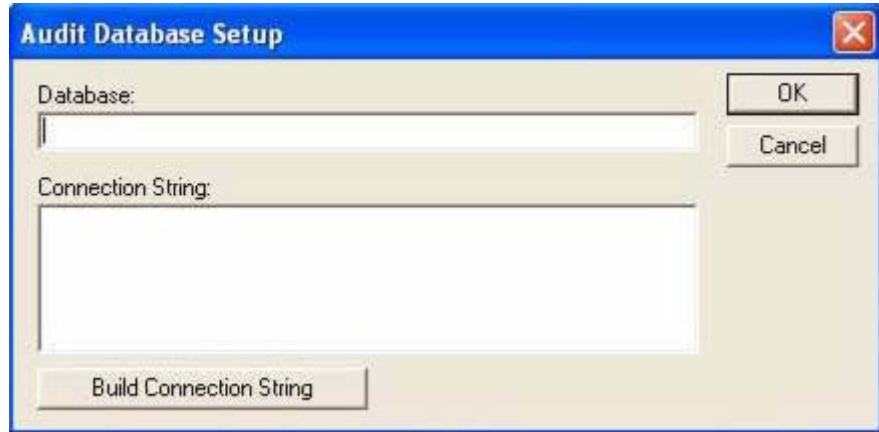 Audit Database Setup
Database:
OK
Cancel
Connection String:
Build Connection String